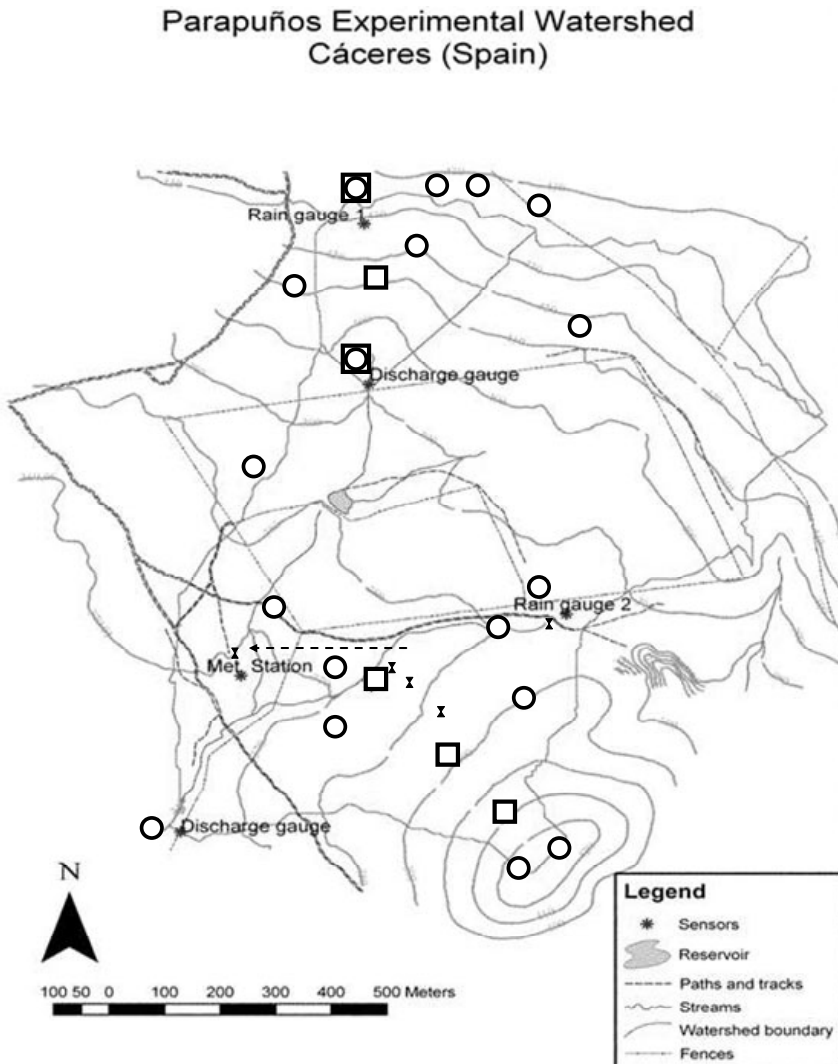 Parapuños Experimental Watershed
Cáceres (Spain)
Rain gauge 1
Discharge gauge
Rain gauge 2
Met. Station
Discharge gauge
N
100 50 0 100 200 300 400 500 Meters
Legend
Sensors
Reservoir
Paths and tracks
Streams
Watershed boundary
Fences